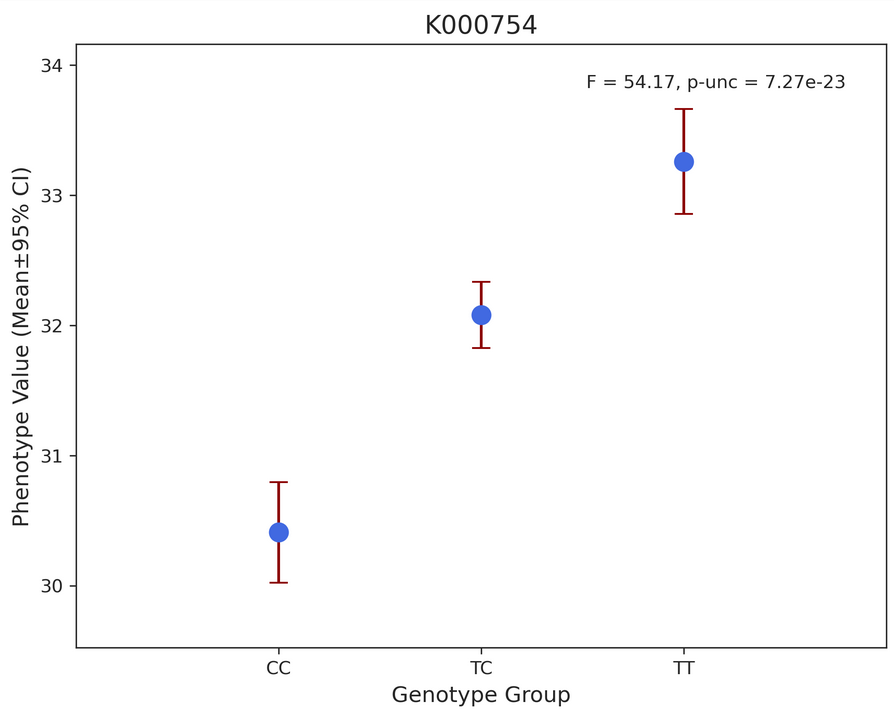 K000754
F = 54.17, p-unc = 7.27e-23
Phenotype Value (Mean±95% CI)
34
33
32
31
30
CC TC TT
Genotype Group